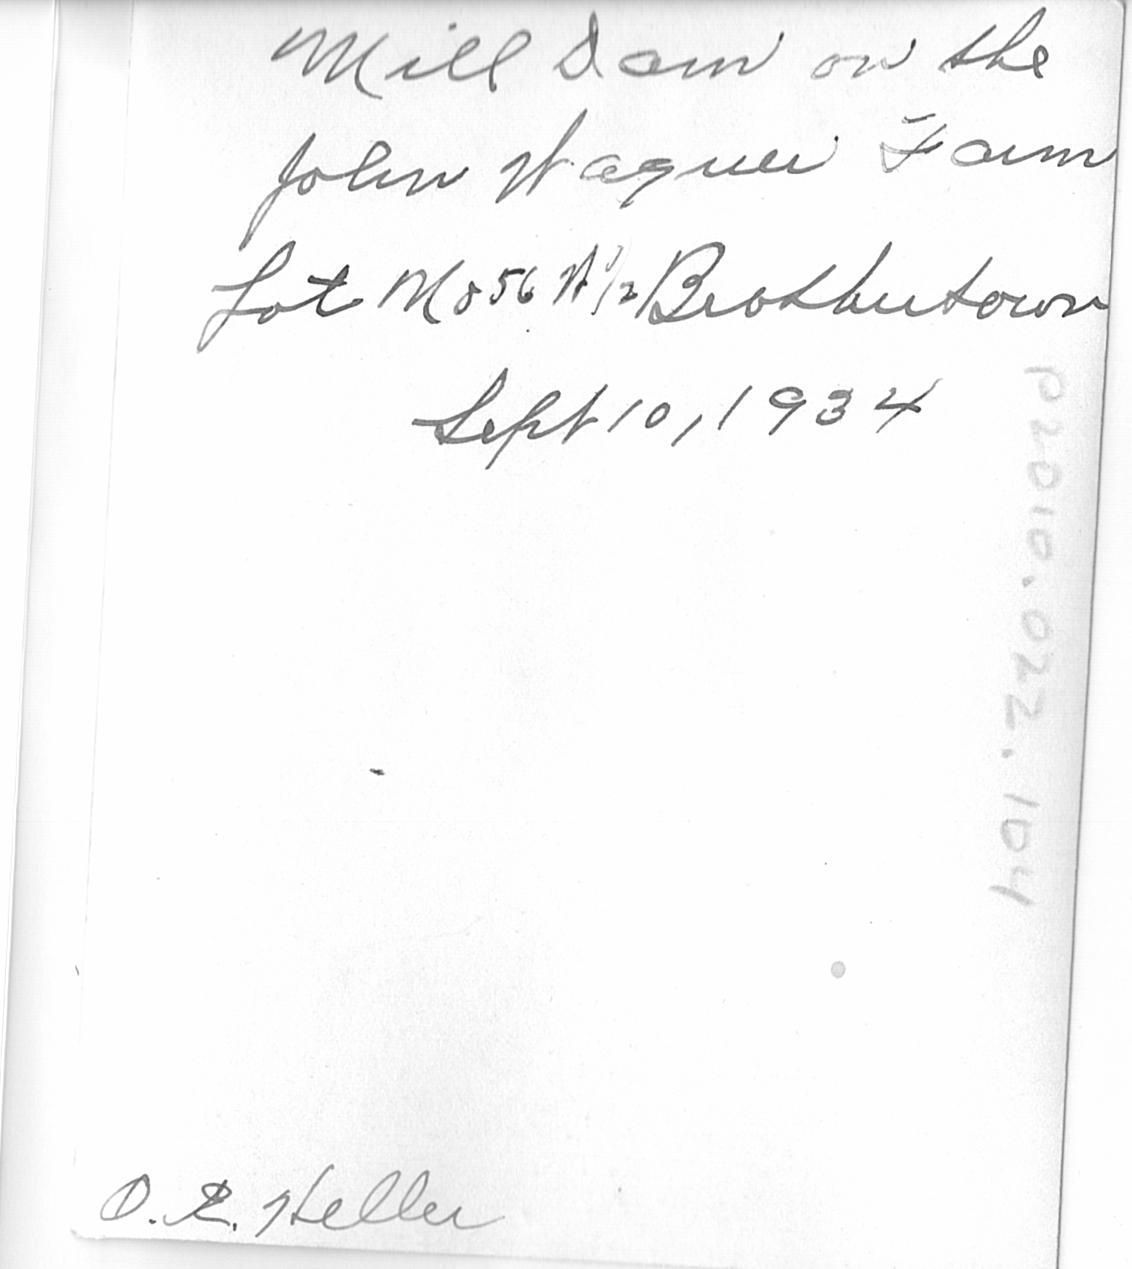 Mill Dam on the
John Wagner Farm
Lot No 56 W 1/2 Brothertown
Sept 10, 1934
P2010.022.104
O. R. Heller